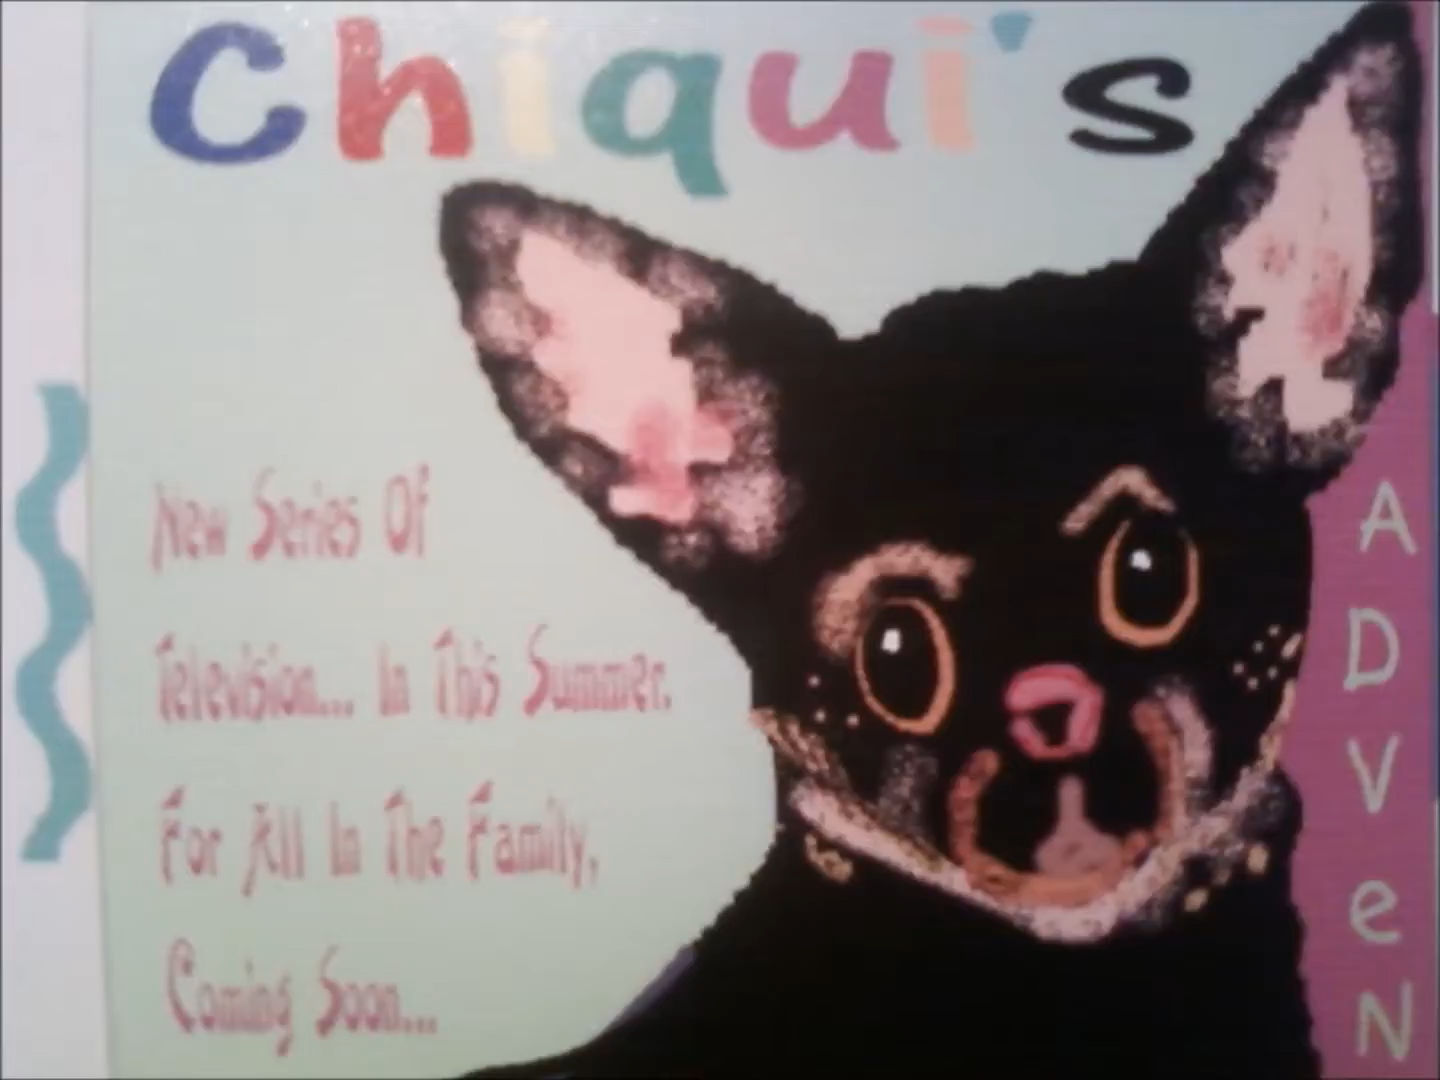 Chiqui's
New Series Of
Television... In This Summer.
For All In The Family,
Coming Soon...
ADVeN